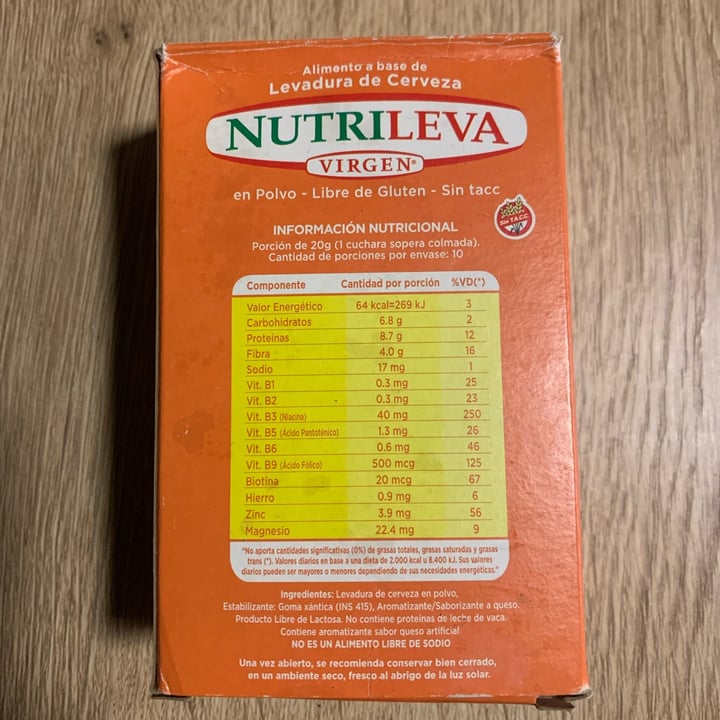 Alimento a base de
Levadura de Cerveza
NUTRILEVA
VIRGEN®
en Polvo - Libre de Gluten - Sin tacc
Sin T.A.C.C.
INFORMACIÓN NUTRICIONAL
Porción de 20g (1 cuchara sopera colmada).
Cantidad de porciones por envase: 10
Componente Cantidad por porción %VD(*)
Valor Energético 64 kcal=269 kJ 3
Carbohidratos 6.8 g 2
Proteínas 8.7 g 12
Fibra 4.0 g 16
Sodio 17 mg 1
Vit. B1 0.3 mg 25
Vit. B2 0.3 mg 23
Vit. B3 (Niacina) 40 mg 250
Vit. B5 (Ácido Pantoténico) 1.3 mg 26
Vit. B6 0.6 mg 46
Vit. B9 (Ácido Fólico) 500 mcg 125
Biotina 20 mcg 67
Hierro 0.9 mg 6
Zinc 3.9 mg 56
Magnesio 22.4 mg 9
"No aporta cantidades significativas (0%) de grasas totales, grasas saturadas y grasas
trans (*). Valores diarios en base a una dieta de 2.000 kcal u 8.400 kJ. Sus valores
diarios pueden ser mayores o menores dependiendo de sus necesidades energéticas."
Ingredientes: Levadura de cerveza en polvo,
Estabilizante: Goma xántica (INS 415), Aromatizante/Saborizante a queso.
Producto Libre de Lactosa. No contiene proteínas de leche de vaca.
Contiene aromatizante sabor queso artificial
NO ES UN ALIMENTO LIBRE DE SODIO
Una vez abierto, se recomienda conservar bien cerrado,
en un ambiente seco, fresco al abrigo de la luz solar.